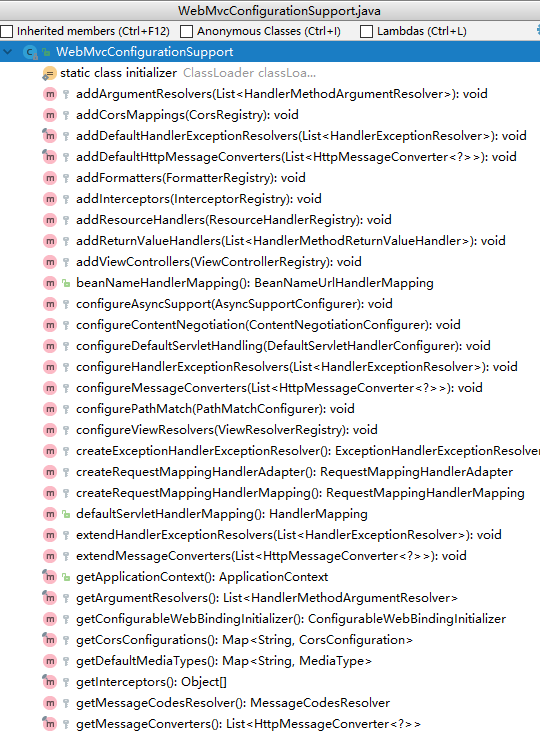 WebMvcConfigurationSupport.java
Inherited members (Ctrl+F12) Anonymous Classes (Ctrl+I) Lambdas (Ctrl+L)
WebMvcConfigurationSupport
static class initializer ClassLoader classLoa...
addArgumentResolvers(List<HandlerMethodArgumentResolver>): void
addCorsMappings(CorsRegistry): void
addDefaultHandlerExceptionResolvers(List<HandlerExceptionResolver>): void
addDefaultHttpMessageConverters(List<HttpMessageConverter<?>>): void
addFormatters(FormatterRegistry): void
addInterceptors(InterceptorRegistry): void
addResourceHandlers(ResourceHandlerRegistry): void
addReturnValueHandlers(List<HandlerMethodReturnValueHandler>): void
addViewControllers(ViewControllerRegistry): void
beanNameHandlerMapping(): BeanNameUrlHandlerMapping
configureAsyncSupport(AsyncSupportConfigurer): void
configureContentNegotiation(ContentNegotiationConfigurer): void
configureDefaultServletHandling(DefaultServletHandlerConfigurer): void
configureHandlerExceptionResolvers(List<HandlerExceptionResolver>): void
configureMessageConverters(List<HttpMessageConverter<?>>): void
configurePathMatch(PathMatchConfigurer): void
configureViewResolvers(ViewResolverRegistry): void
createExceptionHandlerExceptionResolver(): ExceptionHandlerExceptionResolver
createRequestMappingHandlerAdapter(): RequestMappingHandlerAdapter
createRequestMappingHandlerMapping(): RequestMappingHandlerMapping
defaultServletHandlerMapping(): HandlerMapping
extendHandlerExceptionResolvers(List<HandlerExceptionResolver>): void
extendMessageConverters(List<HttpMessageConverter<?>>): void
getApplicationContext(): ApplicationContext
getArgumentResolvers(): List<HandlerMethodArgumentResolver>
getConfigurableWebBindingInitializer(): ConfigurableWebBindingInitializer
getCorsConfigurations(): Map<String, CorsConfiguration>
getDefaultMediaTypes(): Map<String, MediaType>
getInterceptors(): Object[]
getMessageCodesResolver(): MessageCodesResolver
getMessageConverters(): List<HttpMessageConverter<?>>